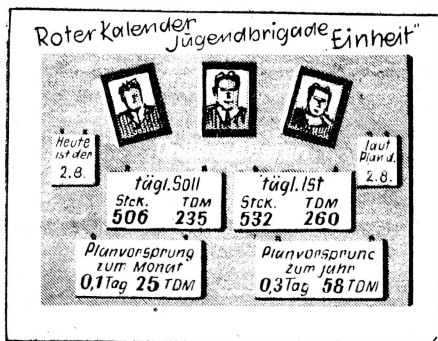 Roter Kalender
Jugendbrigade „Einheit"
Heute
ist der
2.8.
laut
Plan d.
2.8.
tägl. Soll
Stck. TDM
506 235
tägl. Ist
Stck. TDM
532 260
Planvorsprung
zum Monat
0,1 Tag 25 TDM
Planvorsprung
zum Jahr
0,3 Tag 58 TDM